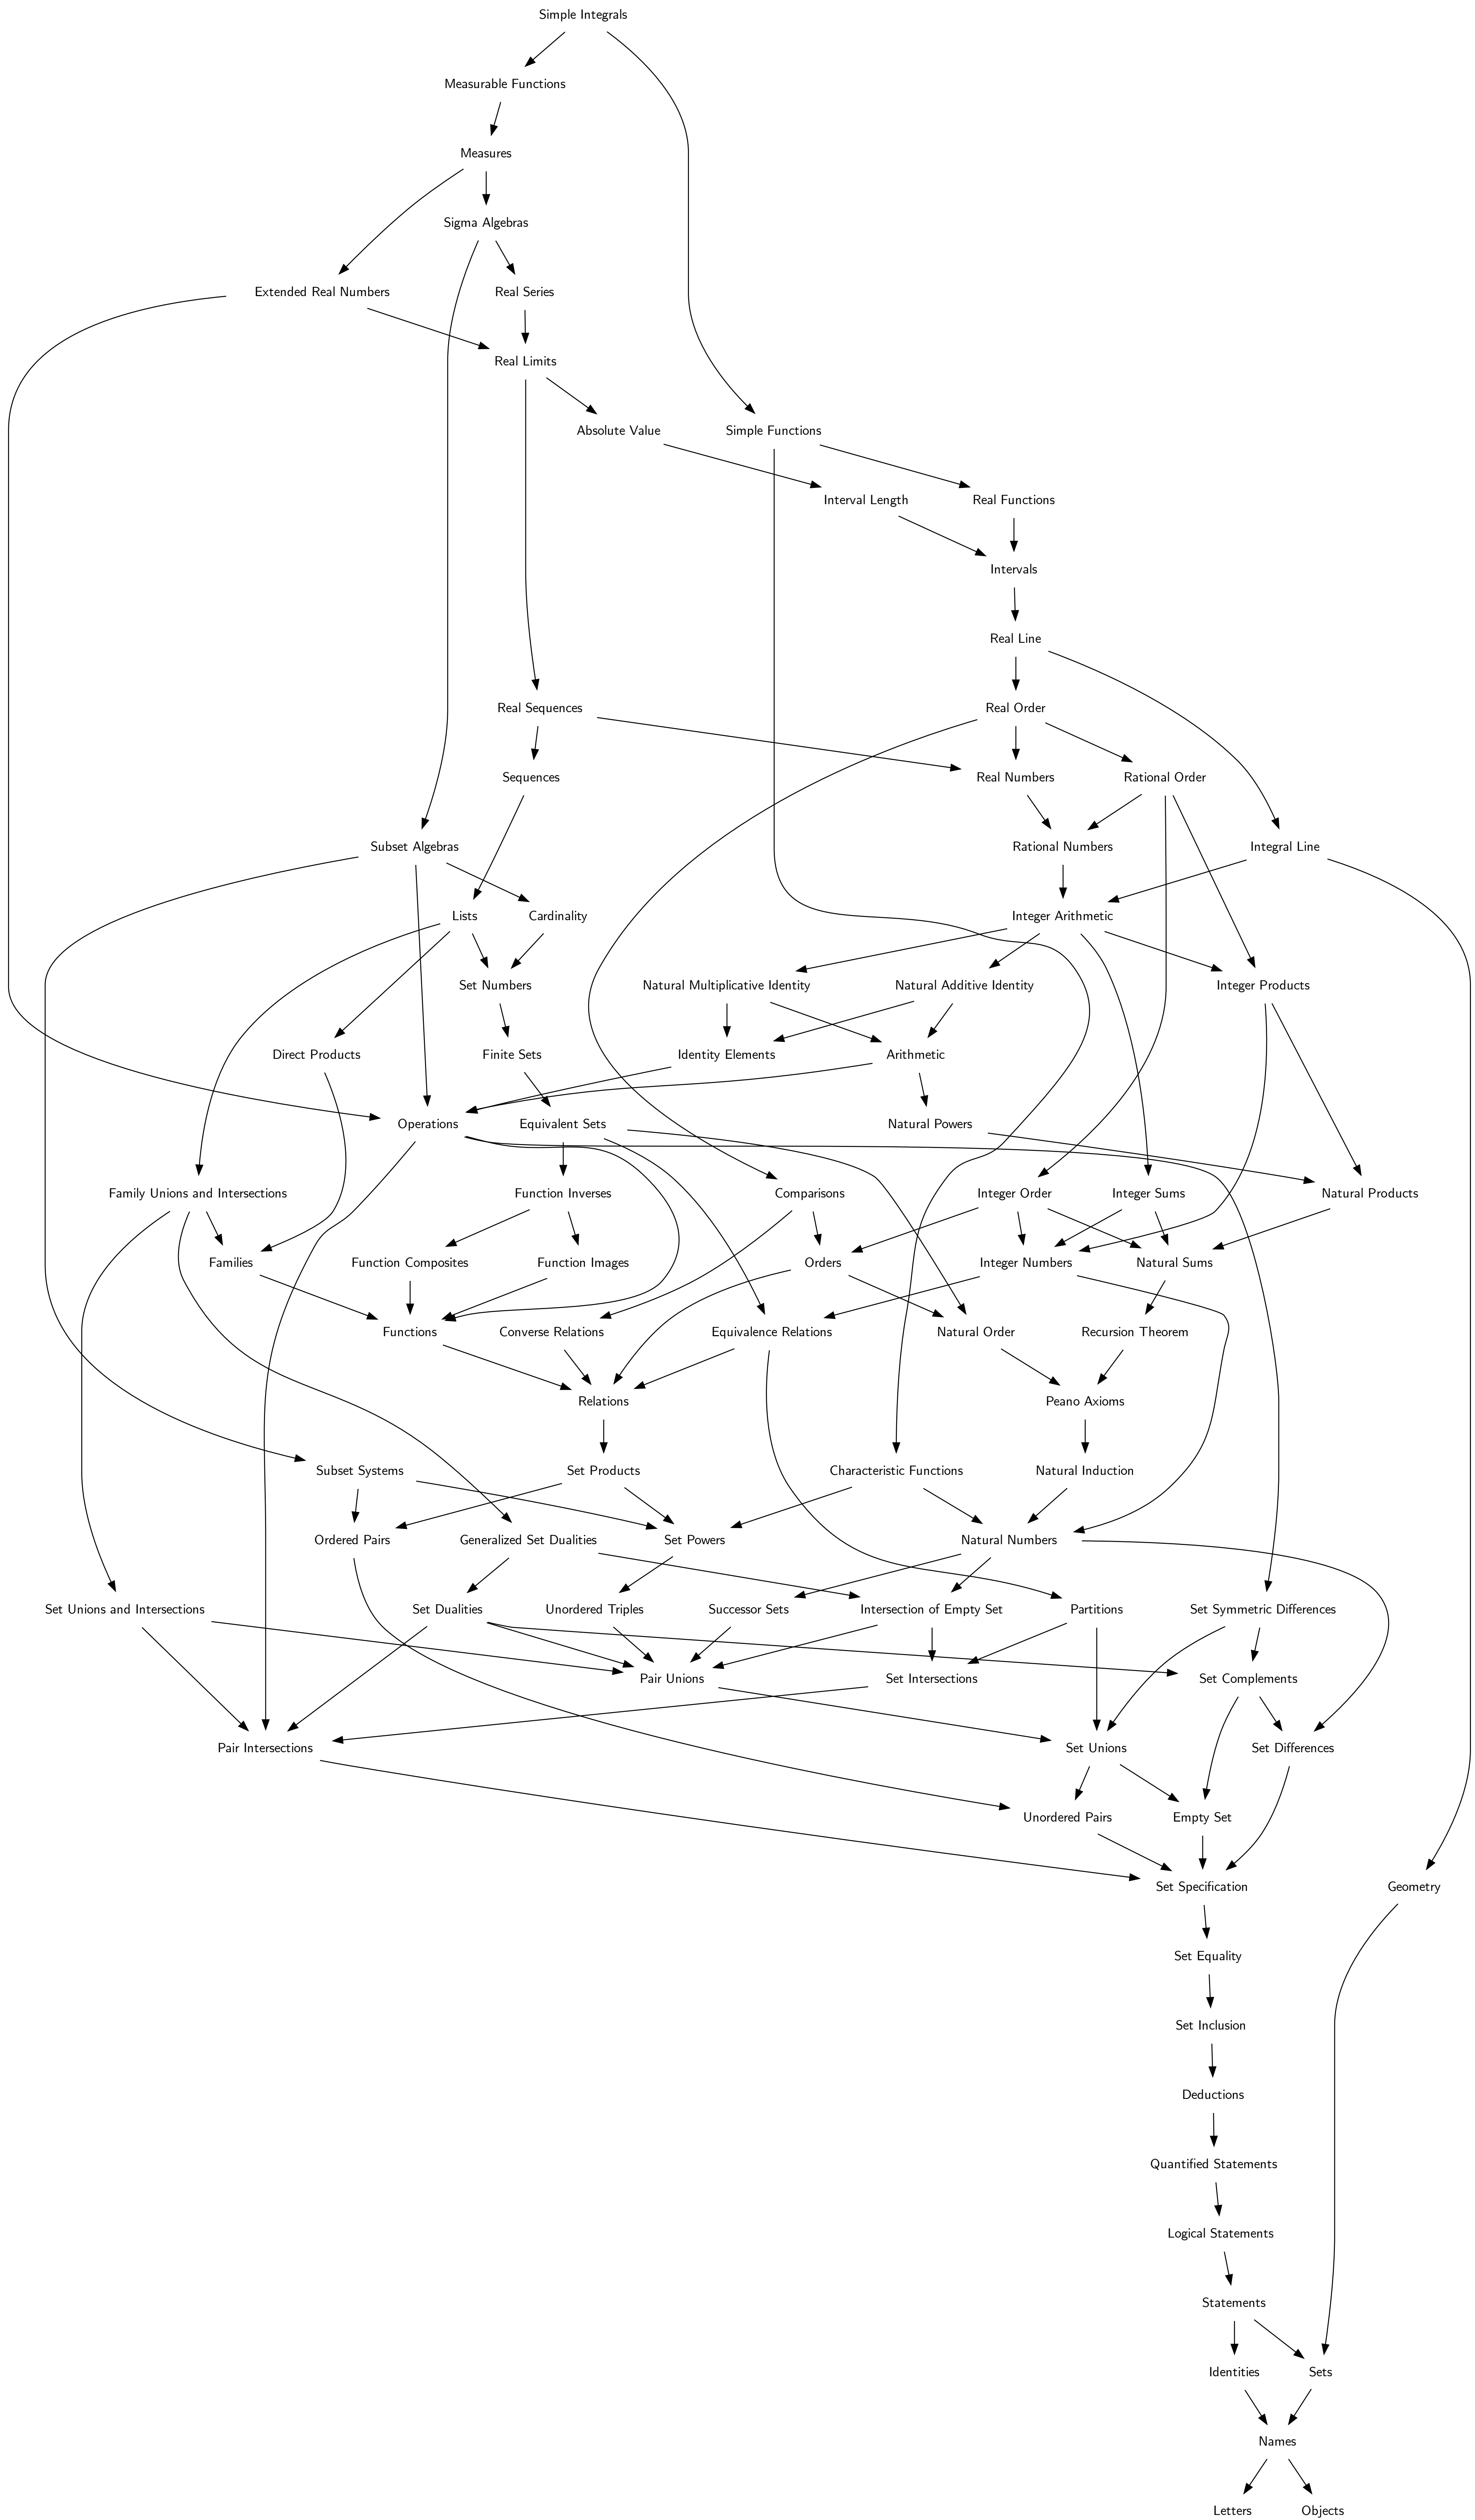 Simple Integrals
Measurable Functions
Measures
Sigma Algebras
Extended Real Numbers
Real Series
Real Limits
Absolute Value
Simple Functions
Interval Length
Real Functions
Intervals
Real Line
Real Sequences
Real Order
Sequences
Real Numbers
Rational Order
Subset Algebras
Rational Numbers
Integral Line
Lists
Cardinality
Integer Arithmetic
Set Numbers
Natural Multiplicative Identity
Natural Additive Identity
Integer Products
Direct Products
Finite Sets
Identity Elements
Arithmetic
Operations
Equivalent Sets
Natural Powers
Family Unions and Intersections
Function Inverses
Comparisons
Integer Order
Integer Sums
Natural Products
Families
Function Composites
Function Images
Orders
Integer Numbers
Natural Sums
Functions
Converse Relations
Equivalence Relations
Natural Order
Recursion Theorem
Relations
Peano Axioms
Subset Systems
Set Products
Characteristic Functions
Natural Induction
Ordered Pairs
Generalized Set Dualities
Set Powers
Natural Numbers
Set Unions and Intersections
Set Dualities
Unordered Triples
Successor Sets
Intersection of Empty Set
Partitions
Set Symmetric Differences
Pair Unions
Set Intersections
Set Complements
Pair Intersections
Set Unions
Set Differences
Unordered Pairs
Empty Set
Set Specification
Geometry
Set Equality
Set Inclusion
Deductions
Quantified Statements
Logical Statements
Statements
Identities
Sets
Names
Letters
Objects